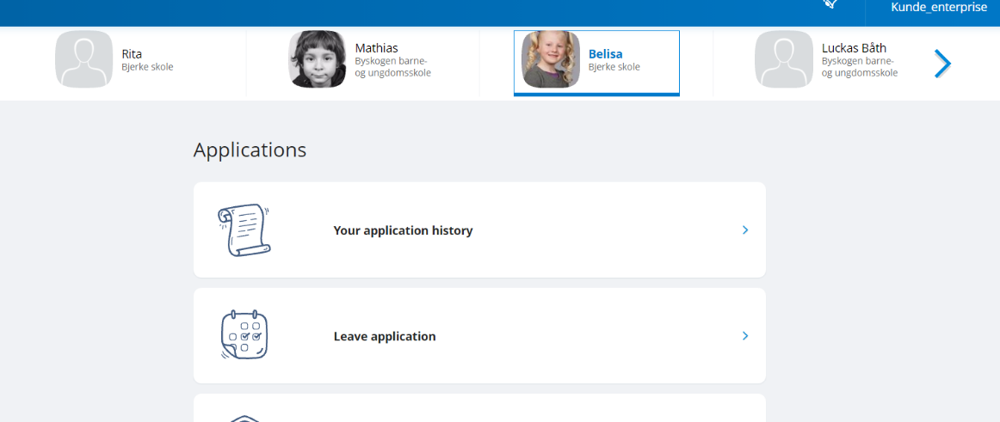 Kunde_enterprise
Rita
Bjerke skole
Mathias
Byskogen barne-
og ungdomsskole
Belisa
Bjerke skole
Luckas Båth
Byskogen barne-
og ungdomsskole
Applications
Your application history
Leave application